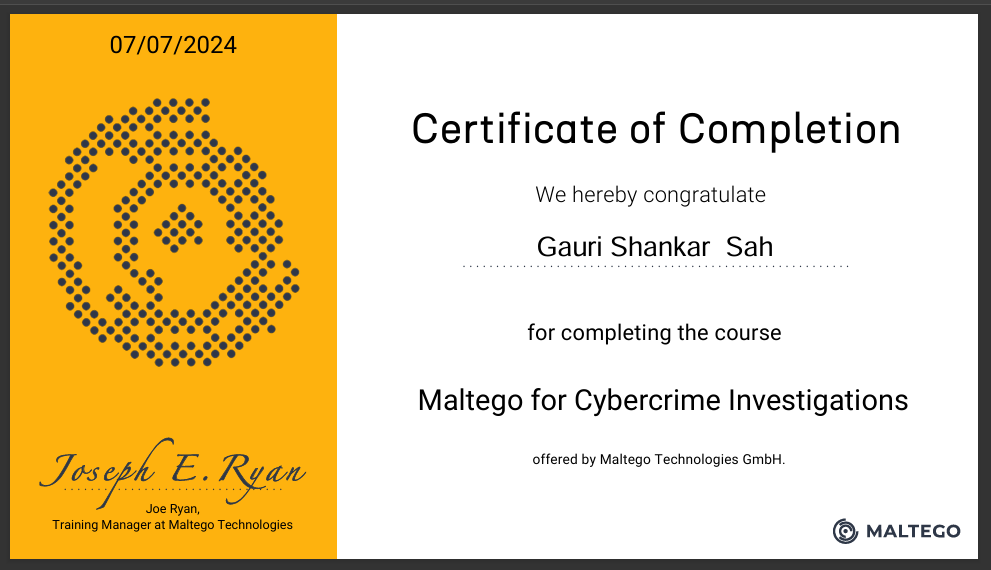 07/07/2024
Certificate of Completion
We hereby congratulate
Gauri Shankar  Sah
for completing the course
Maltego for Cybercrime Investigations
offered by Maltego Technologies GmbH.
Joseph E. Ryan
Joe Ryan,
Training Manager at Maltego Technologies
MALTEGO